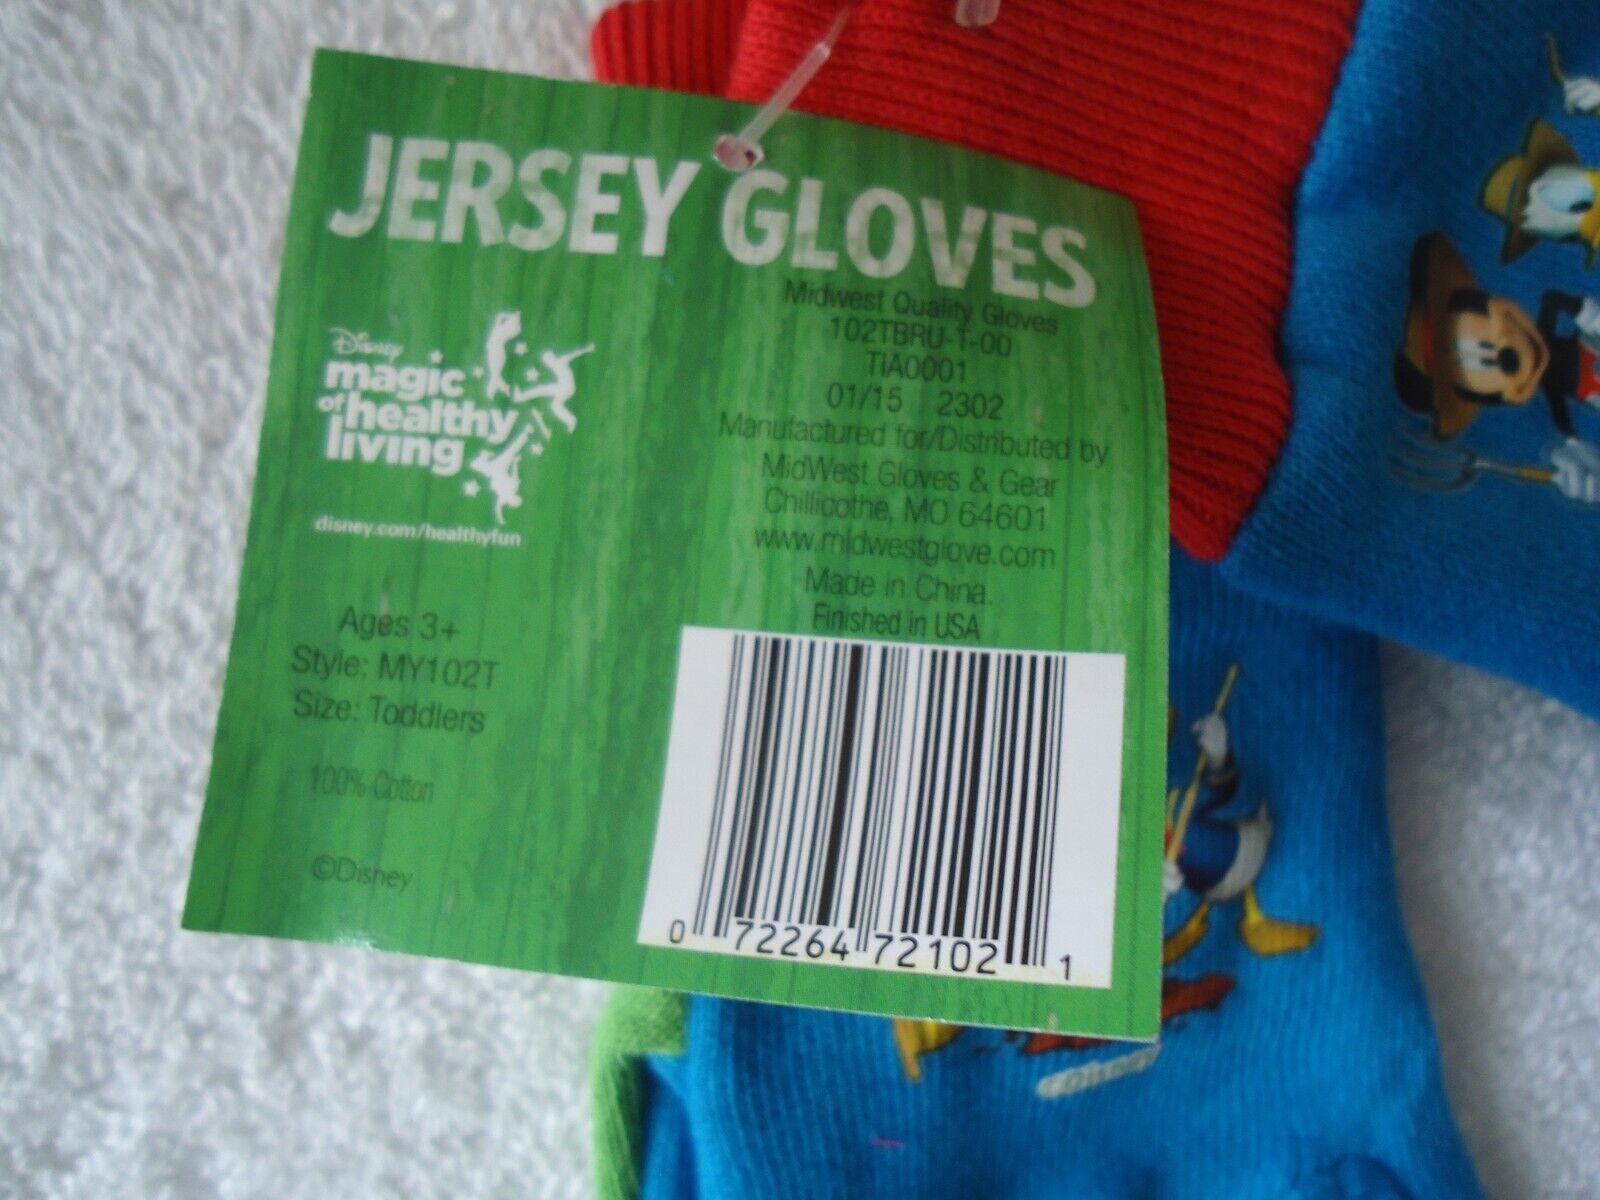 JERSEY GLOVES
Midwest Quality Gloves
102TBRU-T-00
TIA0001
01/15 2302
Manufactured for/Distributed by
MidWest Gloves & Gear
Chillicothe, MO 64601
www.midwestglove.com
Made in China.
Finished in USA
Disney
magic
of healthy
living
disney.com/healthyfun
Ages 3+
Style: MY102T
Size: Toddlers
100% Cotton
©Disney
0 72264 72102 1